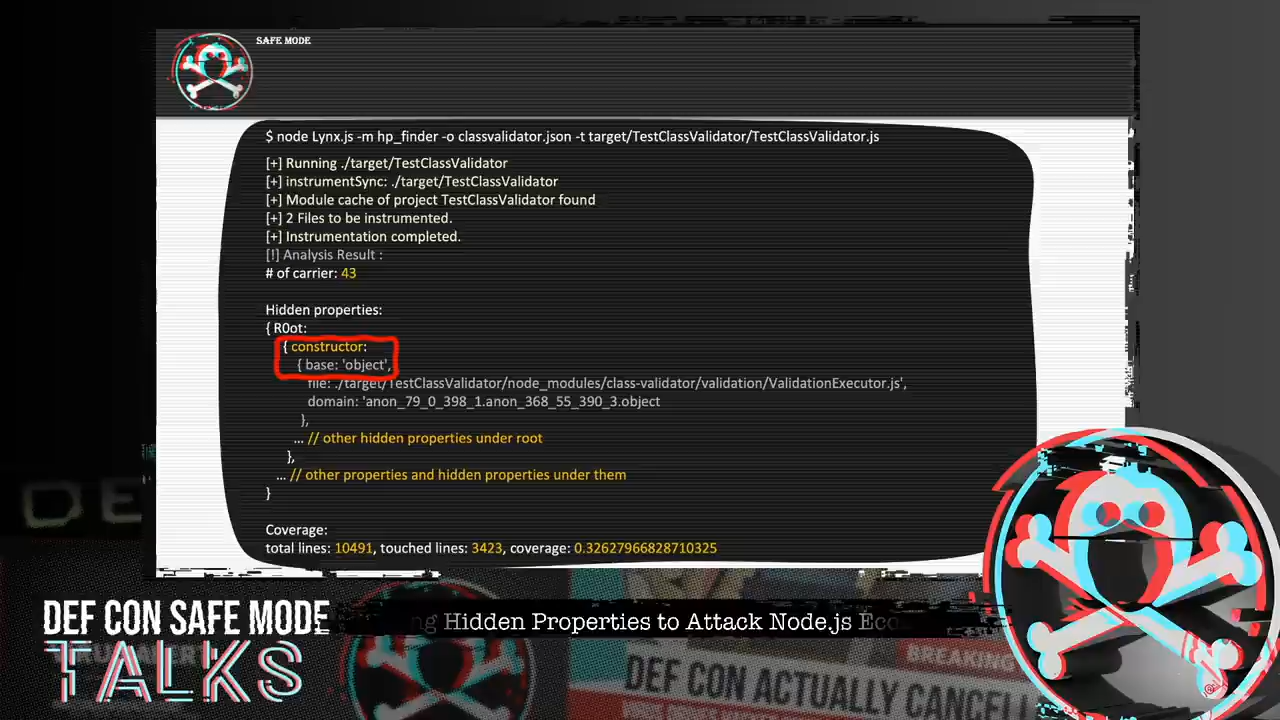 SAFE MODE
$ node Lynx.js -m hp_finder -o classvalidator.json -t target/TestClassValidator/TestClassValidator.js
[+] Running ./target/TestClassValidator
[+] instrumentSync: ./target/TestClassValidator
[+] Module cache of project TestClassValidator found
[+] 2 Files to be instrumented.
[+] Instrumentation completed.
[!] Analysis Result :
# of carrier: 43
Hidden properties:
{ R0ot:
{ constructor:
{ base: 'object',
file: ./target/TestClassValidator/node_modules/class-validator/validation/ValidationExecutor.js',
domain: 'anon_79_0_398_1.anon_368_55_390_3.object
},
... // other hidden properties under root
},
... // other properties and hidden properties under them
}
Coverage:
total lines: 10491, touched lines: 3423, coverage: 0.32627966828710325
DEF CON SAFE MODE
TALKS
Hidden Properties to Attack Node.js
BREAKING
DEF CON ACTUALLY